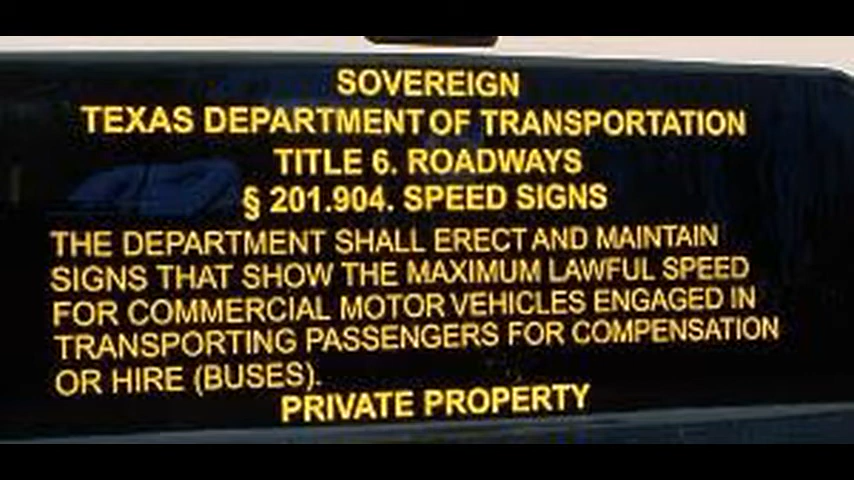 SOVEREIGN
TEXAS DEPARTMENT OF TRANSPORTATION
TITLE 6. ROADWAYS
§ 201.904. SPEED SIGNS
THE DEPARTMENT SHALL ERECT AND MAINTAIN
SIGNS THAT SHOW THE MAXIMUM LAWFUL SPEED
FOR COMMERCIAL MOTOR VEHICLES ENGAGED IN
TRANSPORTING PASSENGERS FOR COMPENSATION
OR HIRE (BUSES).
PRIVATE PROPERTY